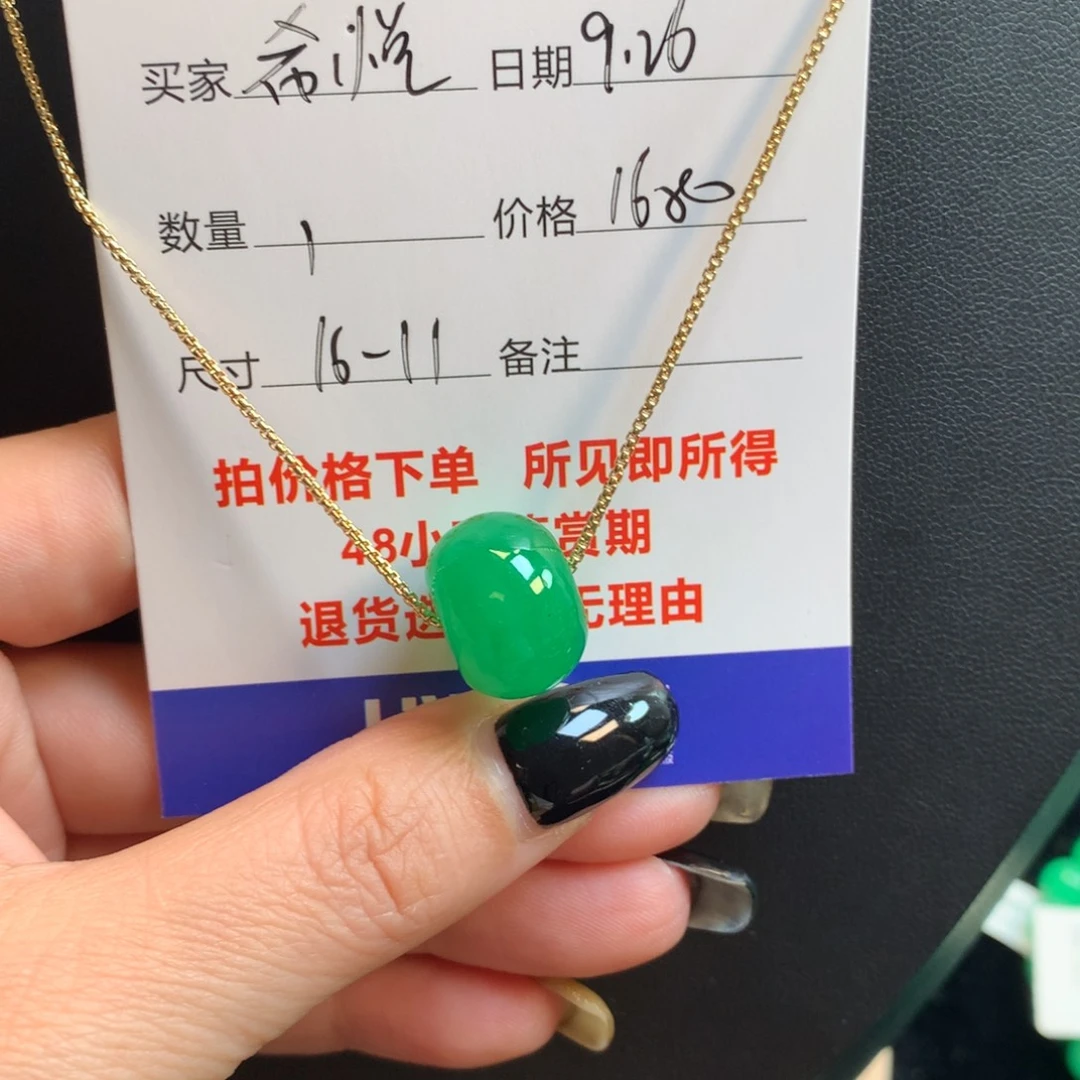 买家 希悦 日期 9.26
数量 1 价格 1680
尺寸 16-11 备注
拍价格下单 所见即所得
48小 赏期
退货 无理由